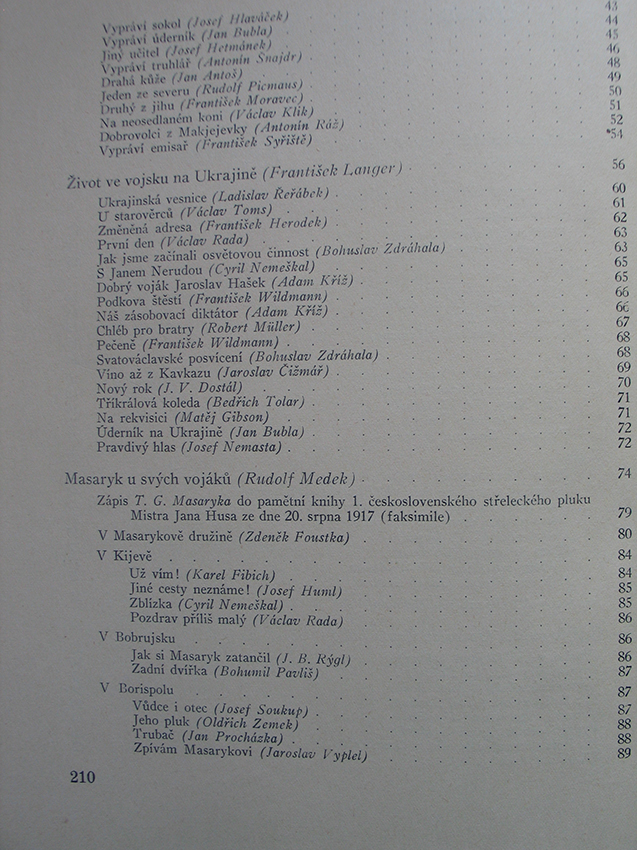 43
Vypráví sokol (Josef Hlaváček) 44
Vypráví úderník (Jan Bubla) 45
Jiný učitel (Josef Hetmánek) 46
Vypráví truhlář (Antonín Šnajdr) 48
Drahá kůže (Jan Antoš) 49
Jeden ze severu (Rudolf Picmaus) 50
Druhý z jihu (František Moravec) 51
Na neosedlaném koni (Václav Klik) 52
Dobrovolci z Makjejevky (Antonín Ráž) 54
Vypráví emisař (František Syřiště)
Život ve vojsku na Ukrajině (František Langer) 56
Ukrajinská vesnice (Ladislav Řeřábek) 60
U starověrců (Václav Toms) 61
Změněná adresa (František Herodek) 62
První den (Václav Rada) 63
Jak jsme začínali osvětovou činnost (Bohuslav Zdráhala) 63
S Janem Nerudou (Cyril Nemeškal) 65
Dobrý voják Jaroslav Hašek (Adam Kříž) 65
Podkova štěstí (František Wildmann) 66
Náš zásobovací diktátor (Adam Kříž) 66
Chléb pro bratry (Robert Müller) 67
Pečeně (František Wildmann) 68
Svatováclavské posvícení (Bohuslav Zdráhala) 68
Víno až z Kavkazu (Jaroslav Čižmář) 69
Nový rok (J. V. Dostál) 70
Tříkrálová koleda (Bedřich Tolar) 71
Na rekvisici (Matěj Gibson) 71
Úderník na Ukrajině (Jan Bubla) 72
Pravdivý hlas (Josef Nemasta) 72
Masaryk u svých vojáků (Rudolf Medek) 74
Zápis T. G. Masaryka do pamětní knihy 1. československého střeleckého pluku
Mistra Jana Husa ze dne 20. srpna 1917 (faksimile) 79
V Masarykově družině (Zdeněk Foustka) 80
V Kijevě 84
Už vím! (Karel Fibich) 84
Jiné cesty neznáme! (Josef Huml) 85
Zblízka (Cyril Nemeškal) 85
Pozdrav příliš malý (Václav Rada) 86
V Bobrujsku 86
Jak si Masaryk zatančil (J. B. Rýgl) 86
Zadní dvířka (Bohumil Pavliš) 87
V Borispolu 87
Vůdce i otec (Josef Soukup) 87
Jeho pluk (Oldřich Zemek) 88
Trubač (Jan Procházka) 88
Zpívám Masarykovi (Jaroslav Vyplel) 89
210